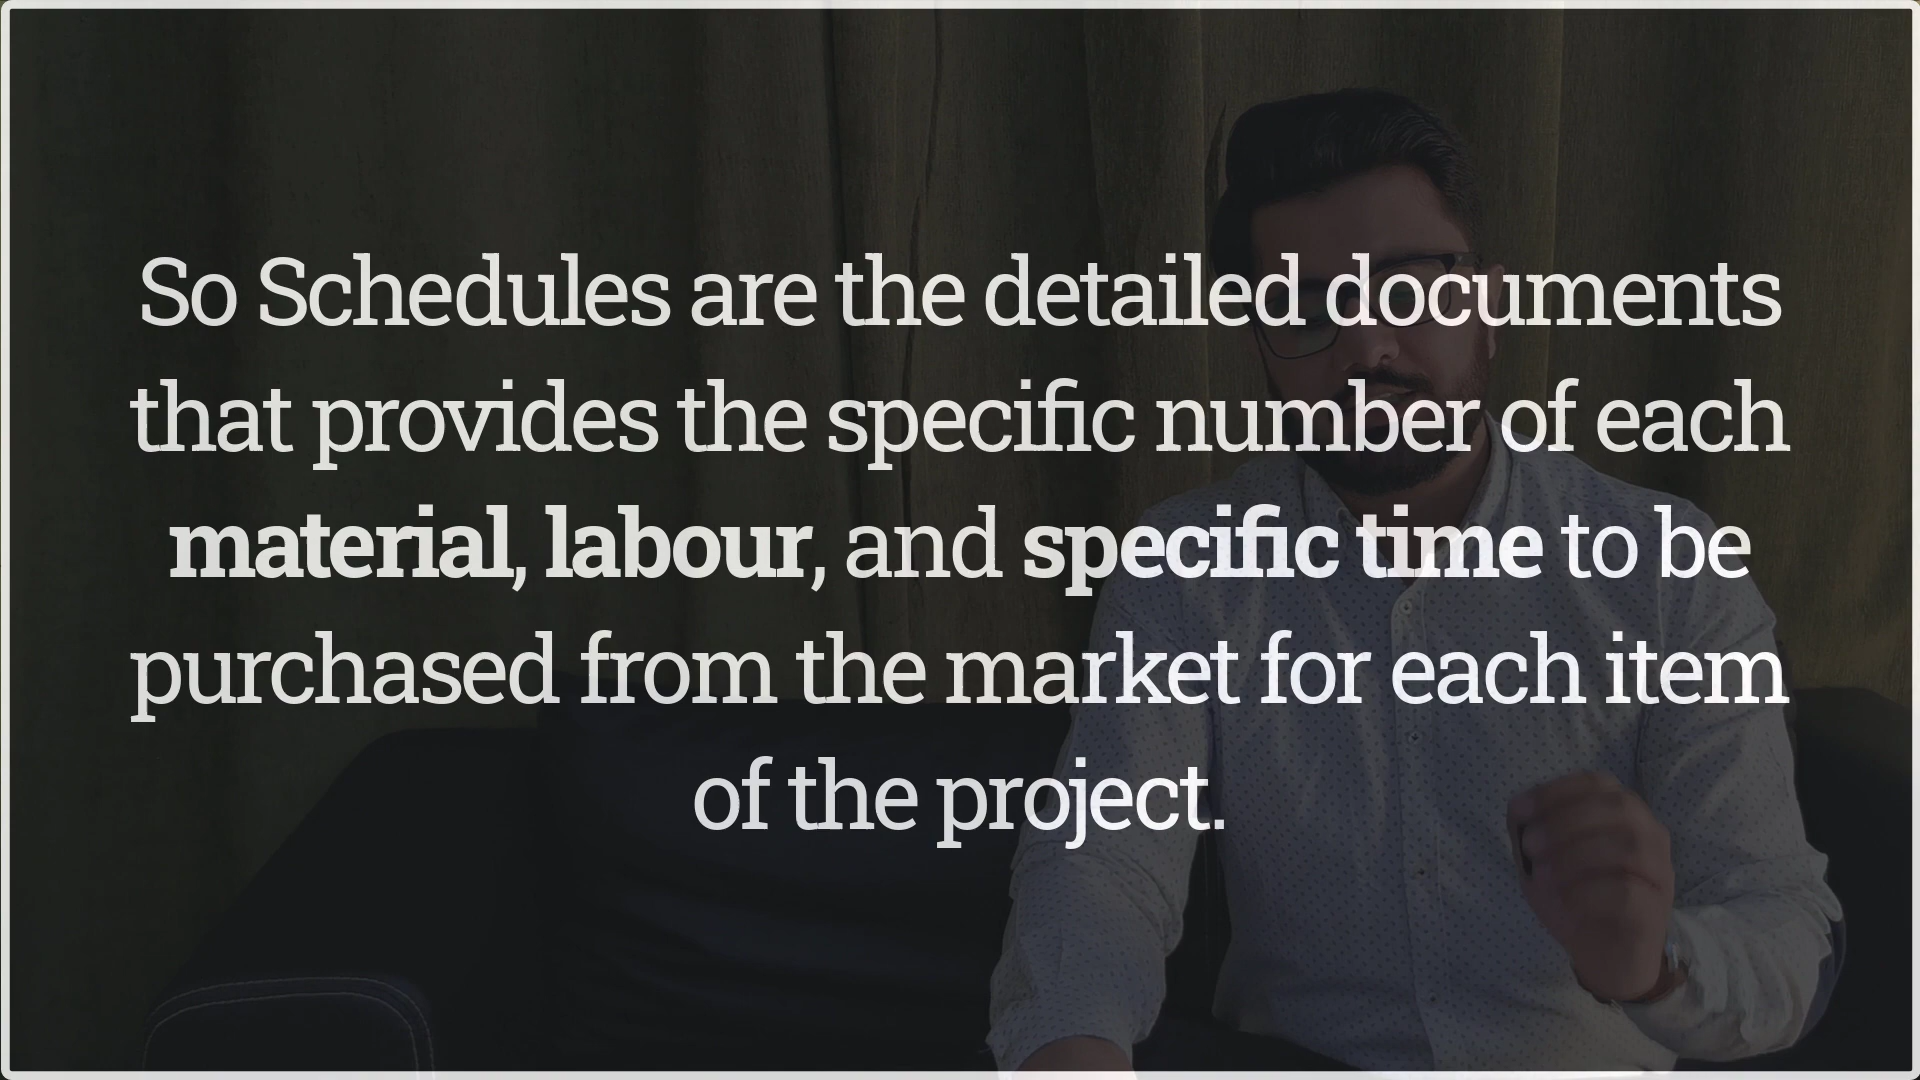 So Schedules are the detailed documents
that provides the specific number of each
material, labour, and specific time to be
purchased from the market for each item
of the project.